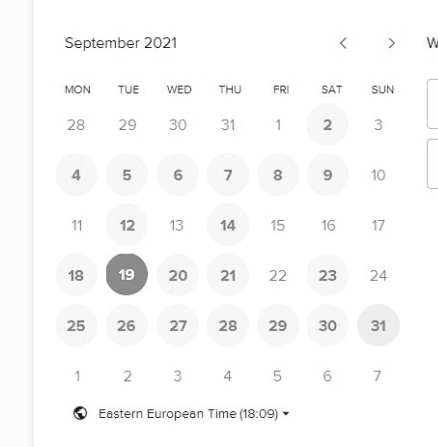 September 2021
W
MON TUE WED THU FRI SAT SUN
28 29 30 31 1 2 3
4 5 6 7 8 9 10
11 12 13 14 15 16 17
18 19 20 21 22 23 24
25 26 27 28 29 30 31
1 2 3 4 5 6 7
Eastern European Time (18:09)